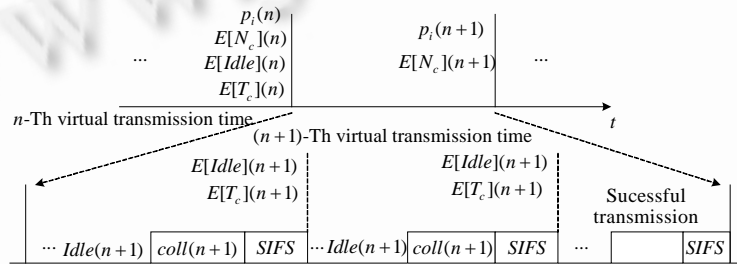 p_i(n)
E[N_c](n)
p_i(n+1)
...
E[Idle](n)
E[N_c](n+1)
...
E[T_c](n)
n-Th virtual transmission time
t
(n+1)-Th virtual transmission time
E[Idle](n+1)
E[Idle](n+1)
E[T_c](n+1)
E[T_c](n+1)
Sucessful
transmission
... Idle(n+1) coll(n+1) SIFS ... Idle(n+1) coll(n+1) SIFS ... SIFS